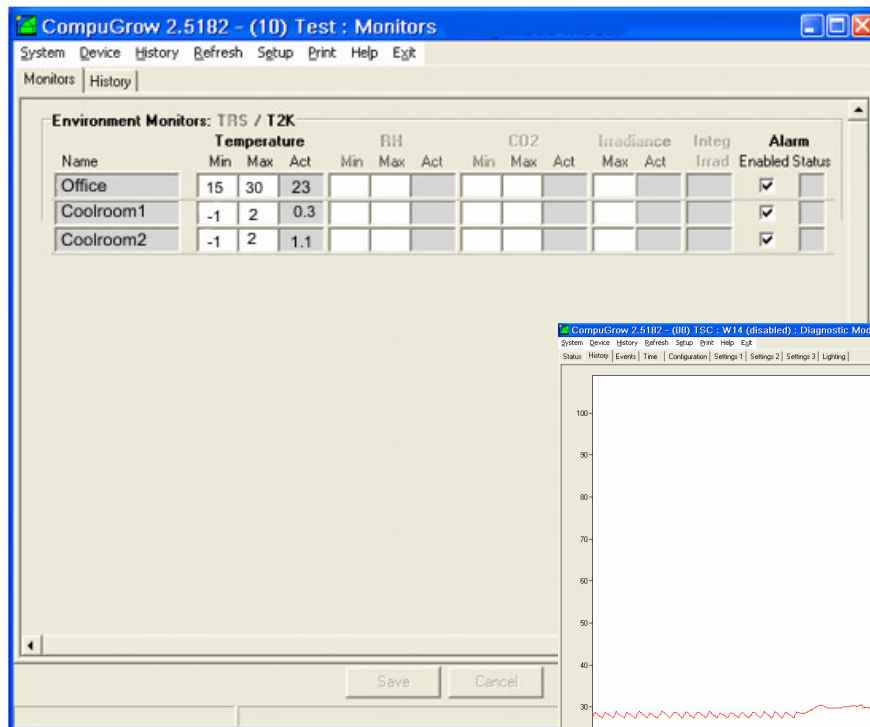 CompuGrow 2.5182 - (10) Test : Monitors
System Device History Refresh Setup Print Help Exit
Monitors History
Environment Monitors: TRS / T2K
Temperature RH CO2 Irradiance Integ Alarm
Name Min Max Act Min Max Act Min Max Act Max Act Irrad Enabled Status
Office 15 30 23
Coolroom1 -1 2 0.3
Coolroom2 -1 2 1.1
Save Cancel
CompuGrow 2.5182 - (08) TSC : W14 (disabled) : Diagnostic Mod
System Device History Refresh Setup Print Help Exit
Status History Events Time Configuration Settings 1 Settings 2 Settings 3 Lighting
100
90
80
70
60
50
40
30